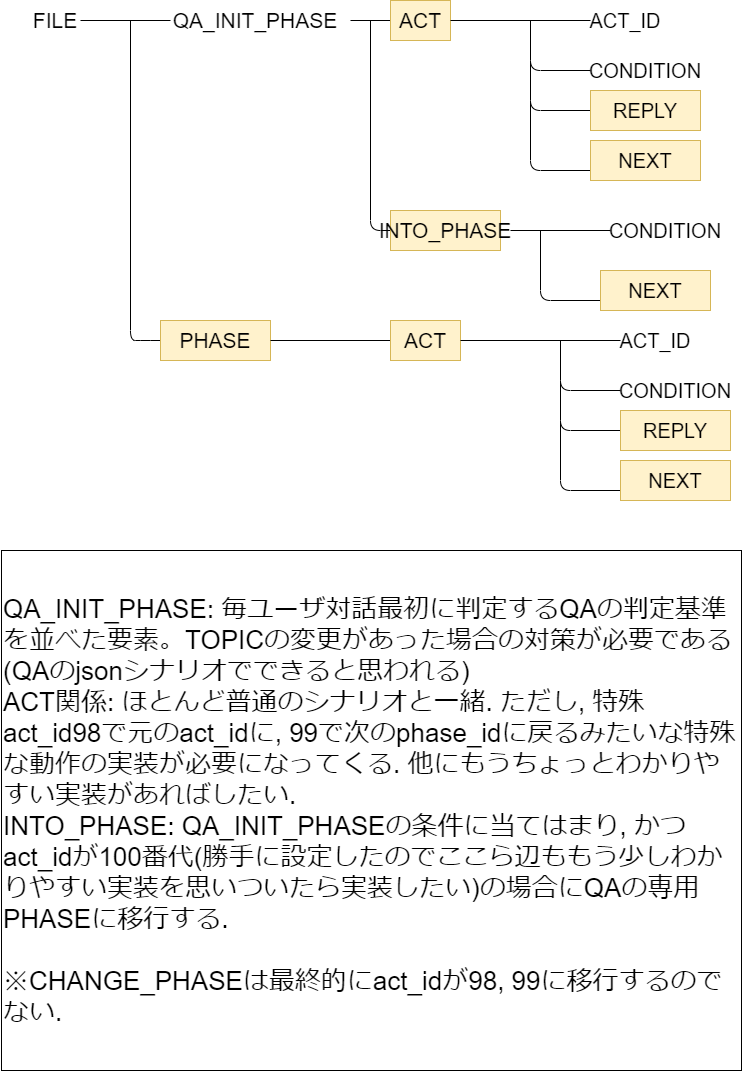 FILE QA_INIT_PHASE ACT ACT_ID
CONDITION
REPLY
NEXT
INTO_PHASE CONDITION
NEXT
PHASE ACT ACT_ID
CONDITION
REPLY
NEXT
QA_INIT_PHASE: 毎ユーザ対話最初に判定するQAの判定基準
を並べた要素。TOPICの変更があった場合の対策が必要である
(QAのjsonシナリオでできると思われる)
ACT関係: ほとんど普通のシナリオと一緒. ただし, 特殊
act_id98で元のact_idに, 99で次のphase_idに戻るみたいな特殊
な動作の実装が必要になってくる. 他にもうちょっとわかりや
すい実装があればしたい.
INTO_PHASE: QA_INIT_PHASEの条件に当てはまり, かつ
act_idが100番代(勝手に設定したのでここら辺ももう少しわか
りやすい実装を思いついたら実装したい)の場合にQAの専用
PHASEに移行する.
※CHANGE_PHASEは最終的にact_idが98, 99に移行するので
ない.